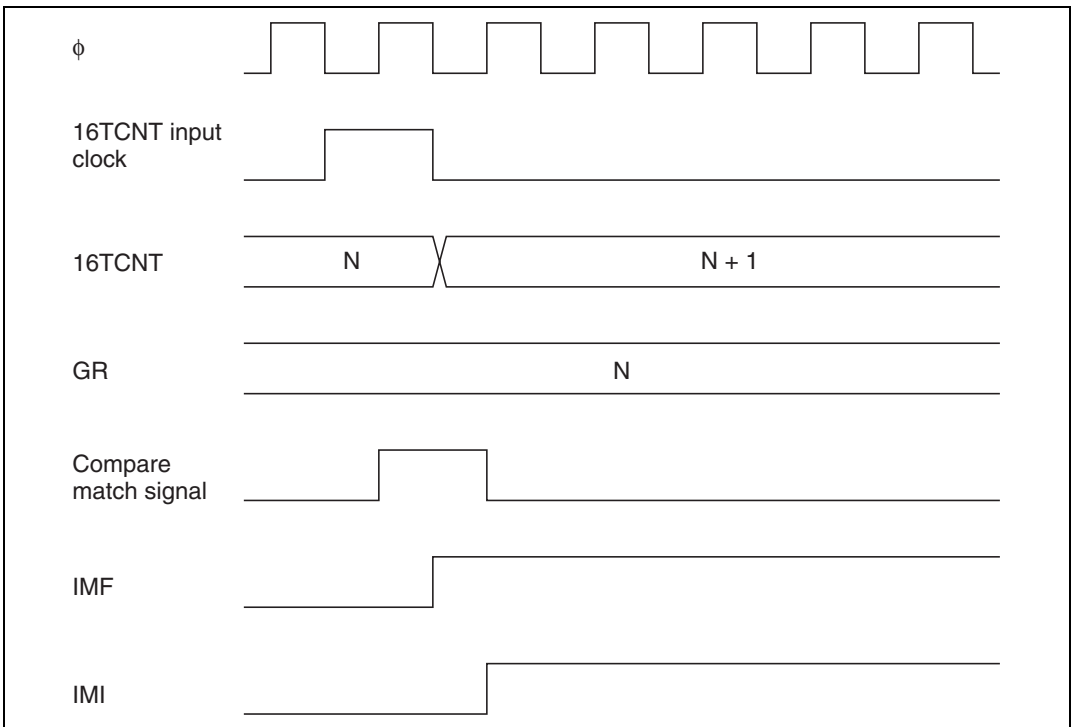 ϕ
16TCNT input
clock
16TCNT
N
N + 1
GR
N
Compare
match signal
IMF
IMI